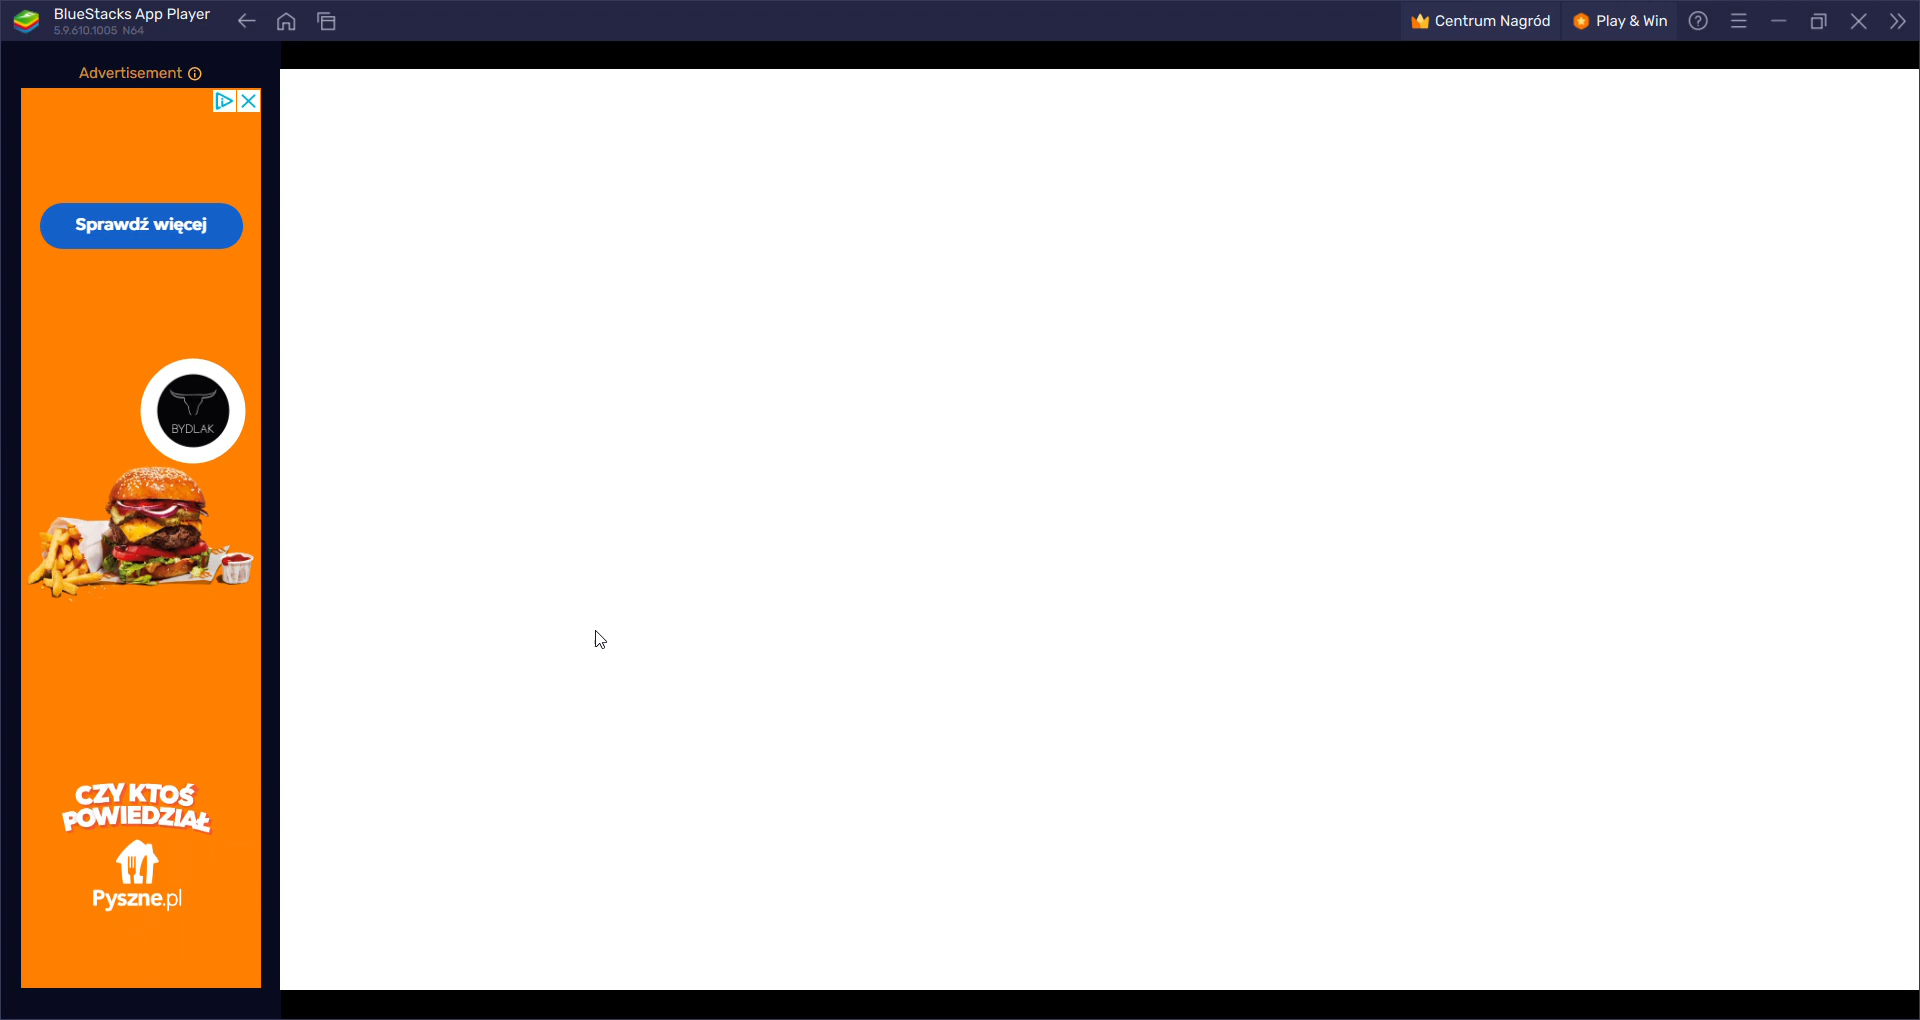 BlueStacks App Player
5.9.610.1005 N64
Centrum Nagród
Play & Win
Advertisement
Sprawdź więcej
BYDLAK
CZY KTOŚ
POWIEDZIAŁ
Pyszne.pl